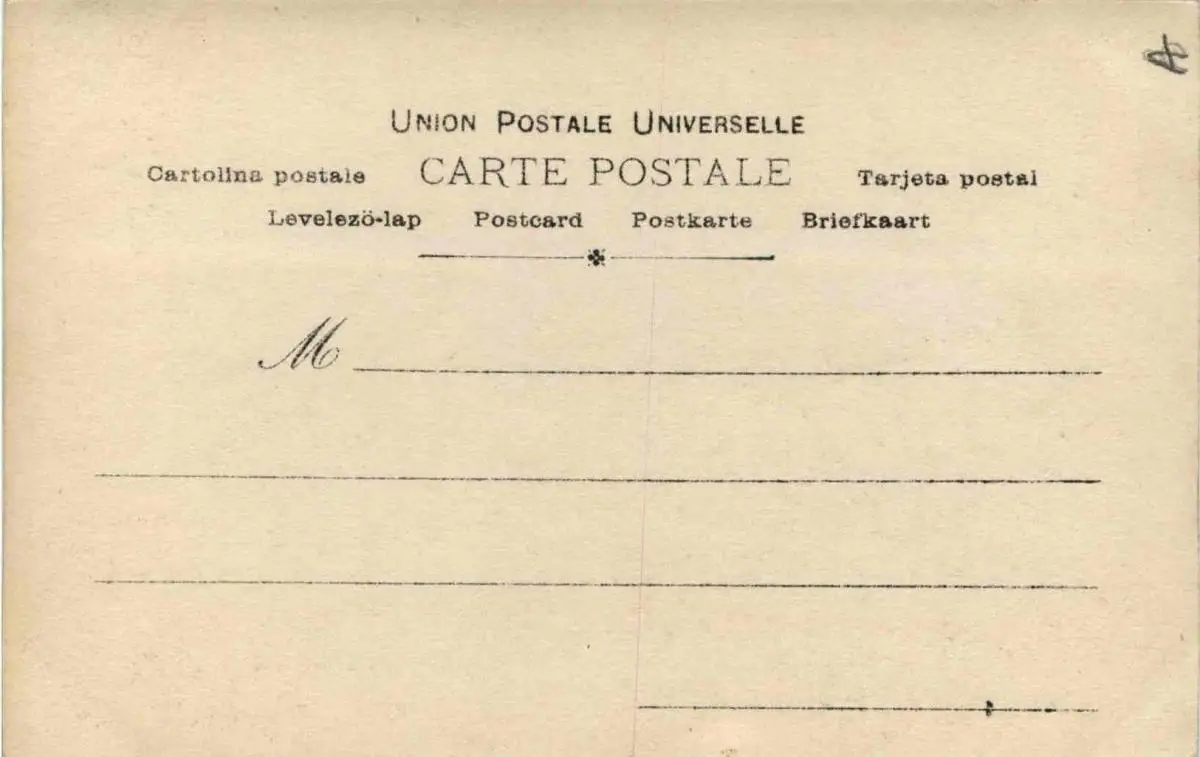 UNION POSTALE UNIVERSELLE
Cartolina postale CARTE POSTALE Tarjeta postal
Levelezö-lap Postcard Postkarte Briefkaart
M